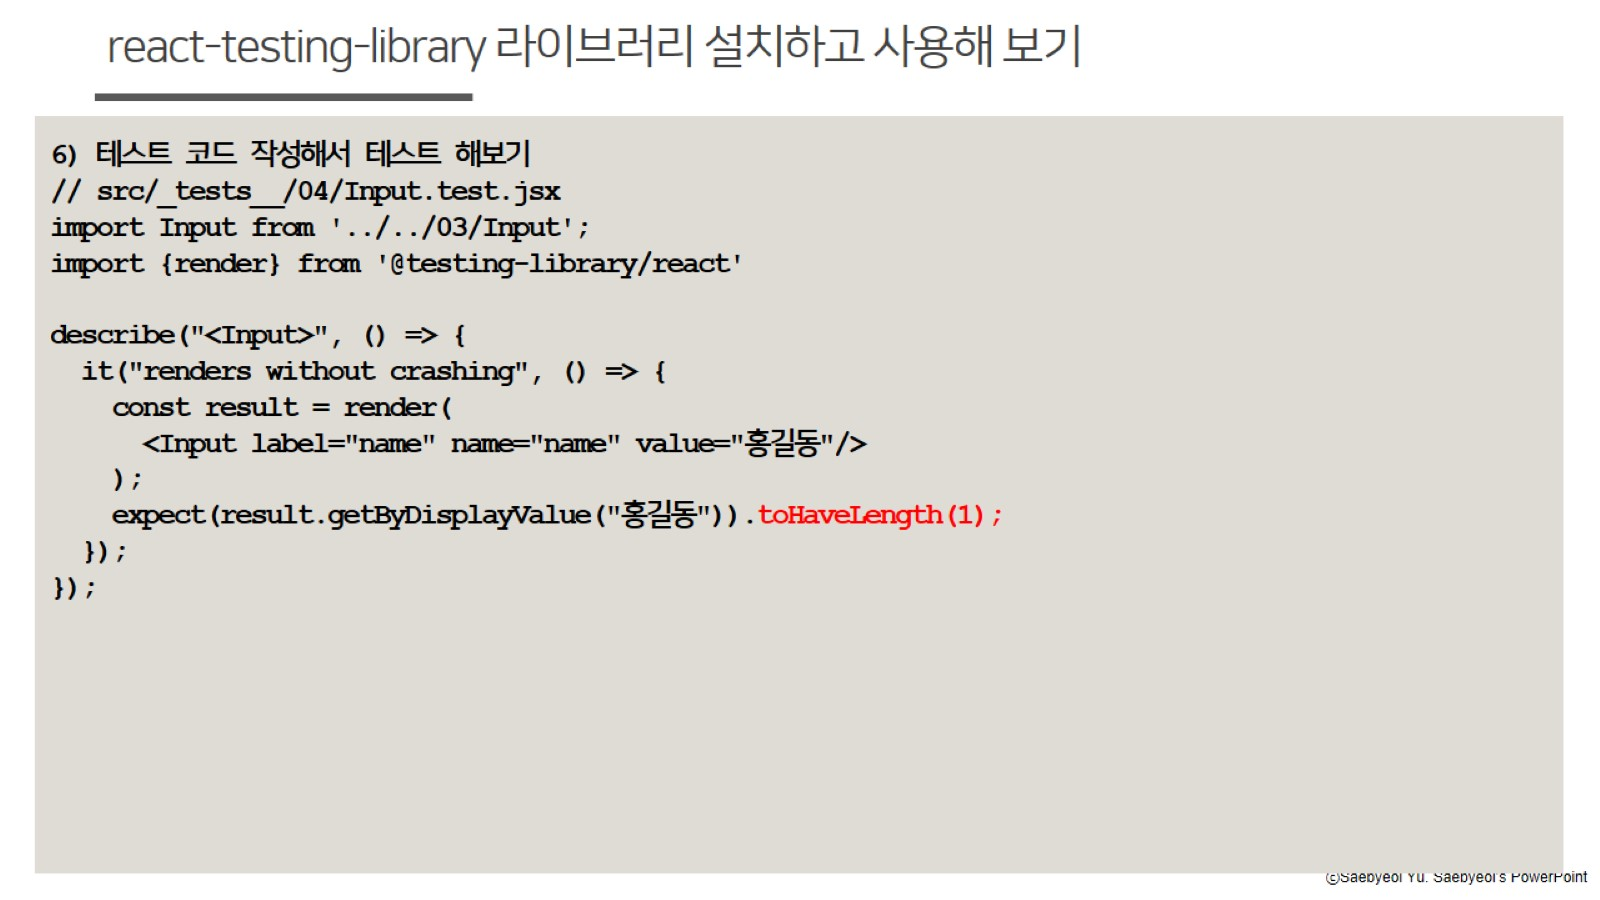 react-testing-library 라이브러리 설치하고 사용해 보기
6) 테스트 코드 작성해서 테스트 해보기
// src/_tests__/04/Input.test.jsx
import Input from '../../03/Input';
import {render} from '@testing-library/react'
describe("<Input>", () => {
it("renders without crashing", () => {
const result = render(
<Input label="name" name="name" value="홍길동"/>
);
expect(result.getByDisplayValue("홍길동")).toHaveLength(1);
});
});
ⓒSaebyeol Yu. Saebyeol's PowerPoint